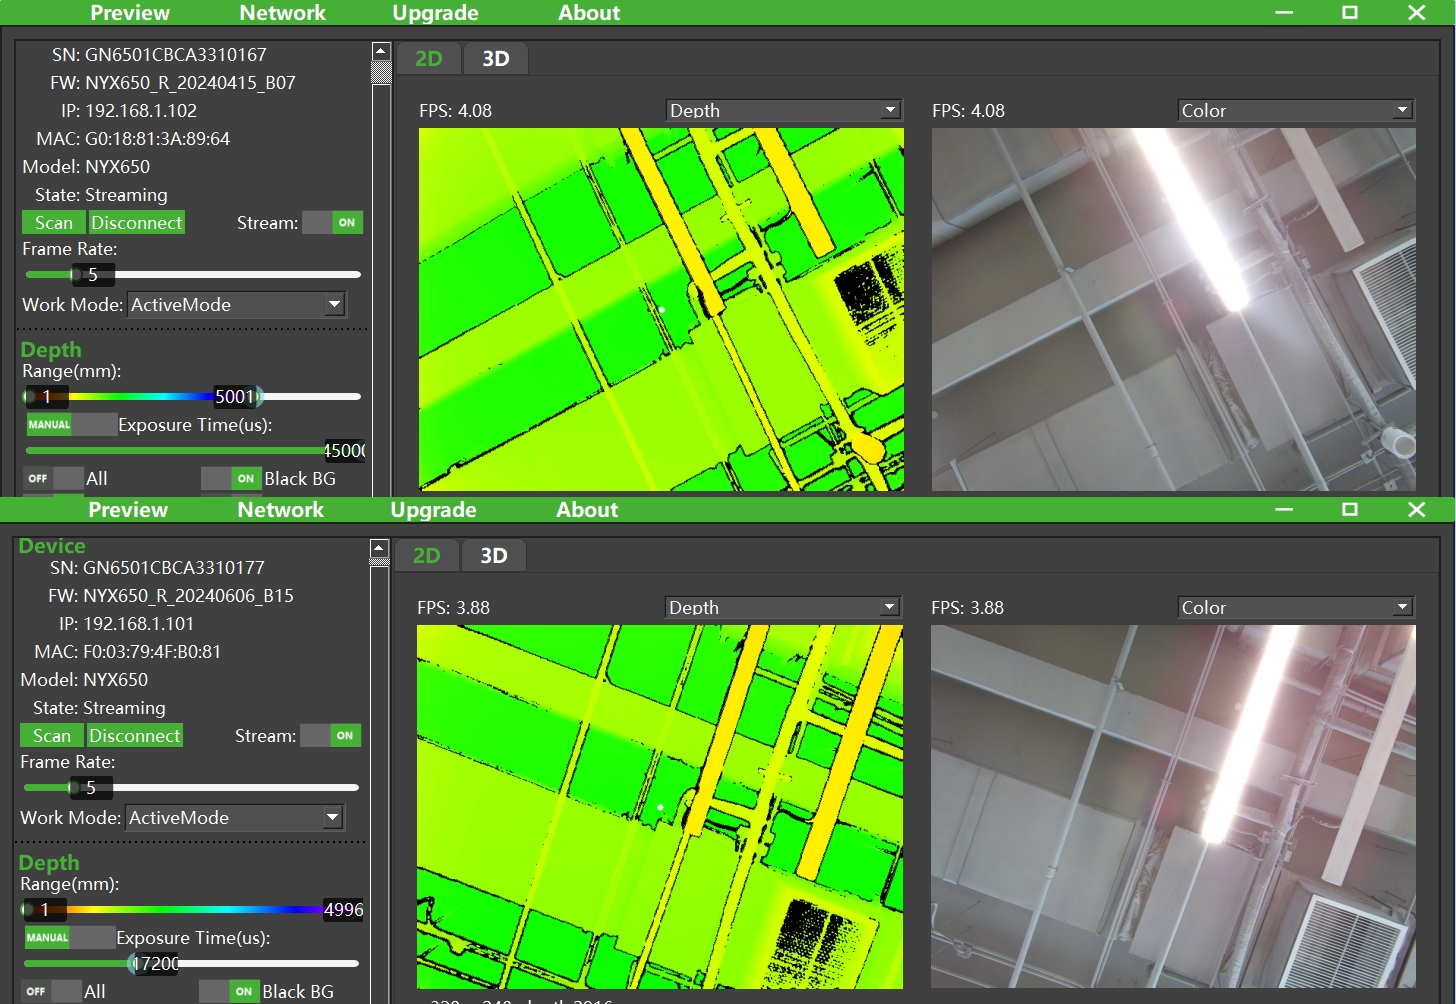 Preview Network Upgrade About
SN: GN6501CBCA3310167
FW: NYX650_R_20240415_B07
IP: 192.168.1.102
MAC: G0:18:81:3A:89:64
Model: NYX650
State: Streaming
Scan Disconnect Stream: ON
Frame Rate:
5
Work Mode: ActiveMode
Depth
Range(mm):
1 5001
MANUAL Exposure Time(us):
45000
OFF All ON Black BG
2D 3D
FPS: 4.08 Depth
FPS: 4.08 Color
Preview Network Upgrade About
Device
SN: GN6501CBCA3310177
FW: NYX650_R_20240606_B15
IP: 192.168.1.101
MAC: F0:03:79:4F:B0:81
Model: NYX650
State: Streaming
Scan Disconnect Stream: ON
Frame Rate:
5
Work Mode: ActiveMode
Depth
Range(mm):
1 4996
MANUAL Exposure Time(us):
17200
OFF All ON Black BG
2D 3D
FPS: 3.88 Depth
FPS: 3.88 Color